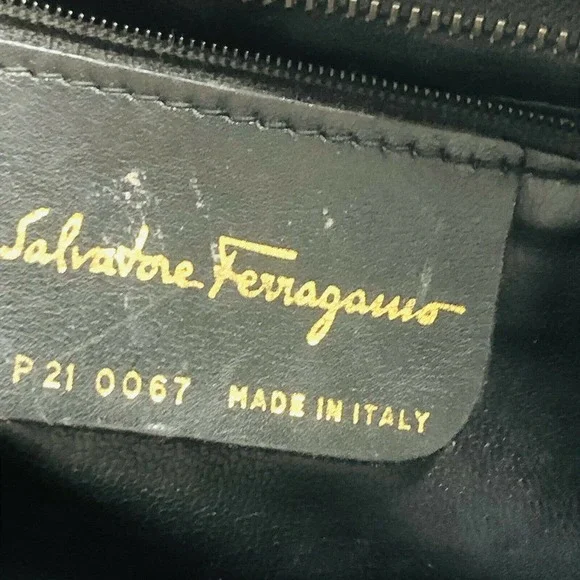 Salvatore Ferragamo
P 21 0067 MADE IN ITALY